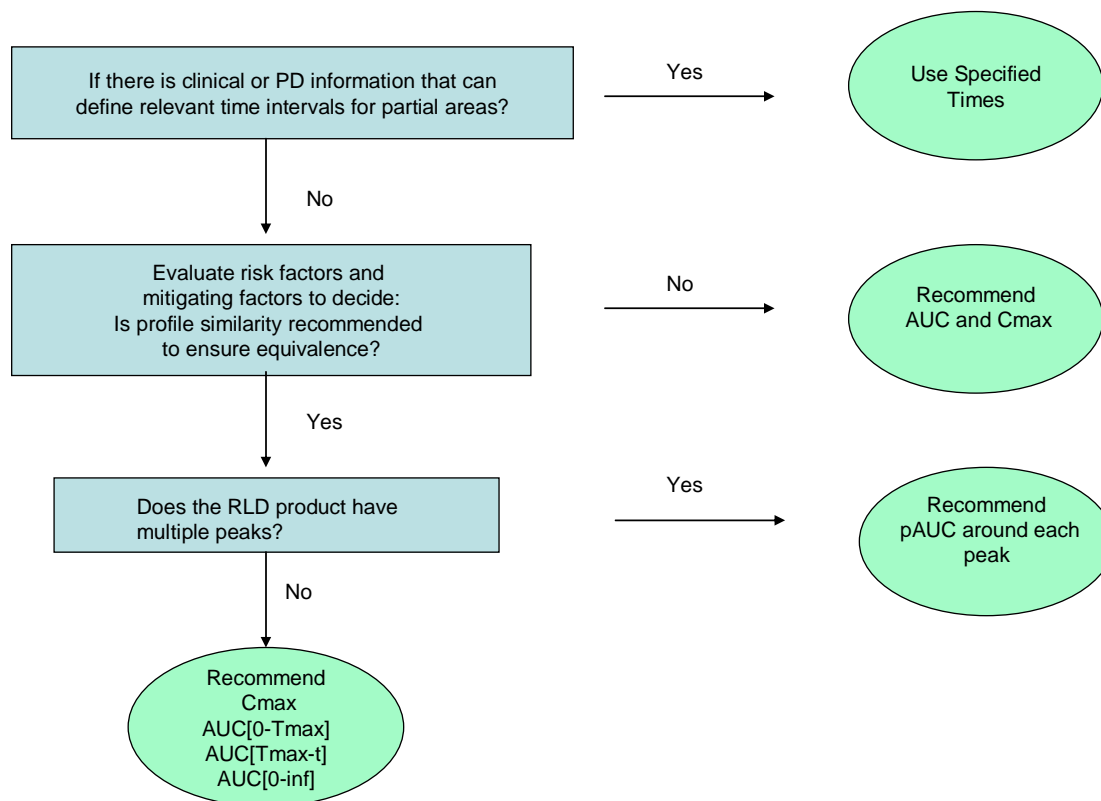 If there is clinical or PD information that can
define relevant time intervals for partial areas?
Yes
Use Specified
Times
No
Evaluate risk factors and
mitigating factors to decide:
Is profile similarity recommended
to ensure equivalence?
No
Recommend
AUC and Cmax
Yes
Does the RLD product have
multiple peaks?
Yes
Recommend
pAUC around each
peak
No
Recommend
Cmax
AUC[0-Tmax]
AUC[Tmax-t]
AUC[0-inf]